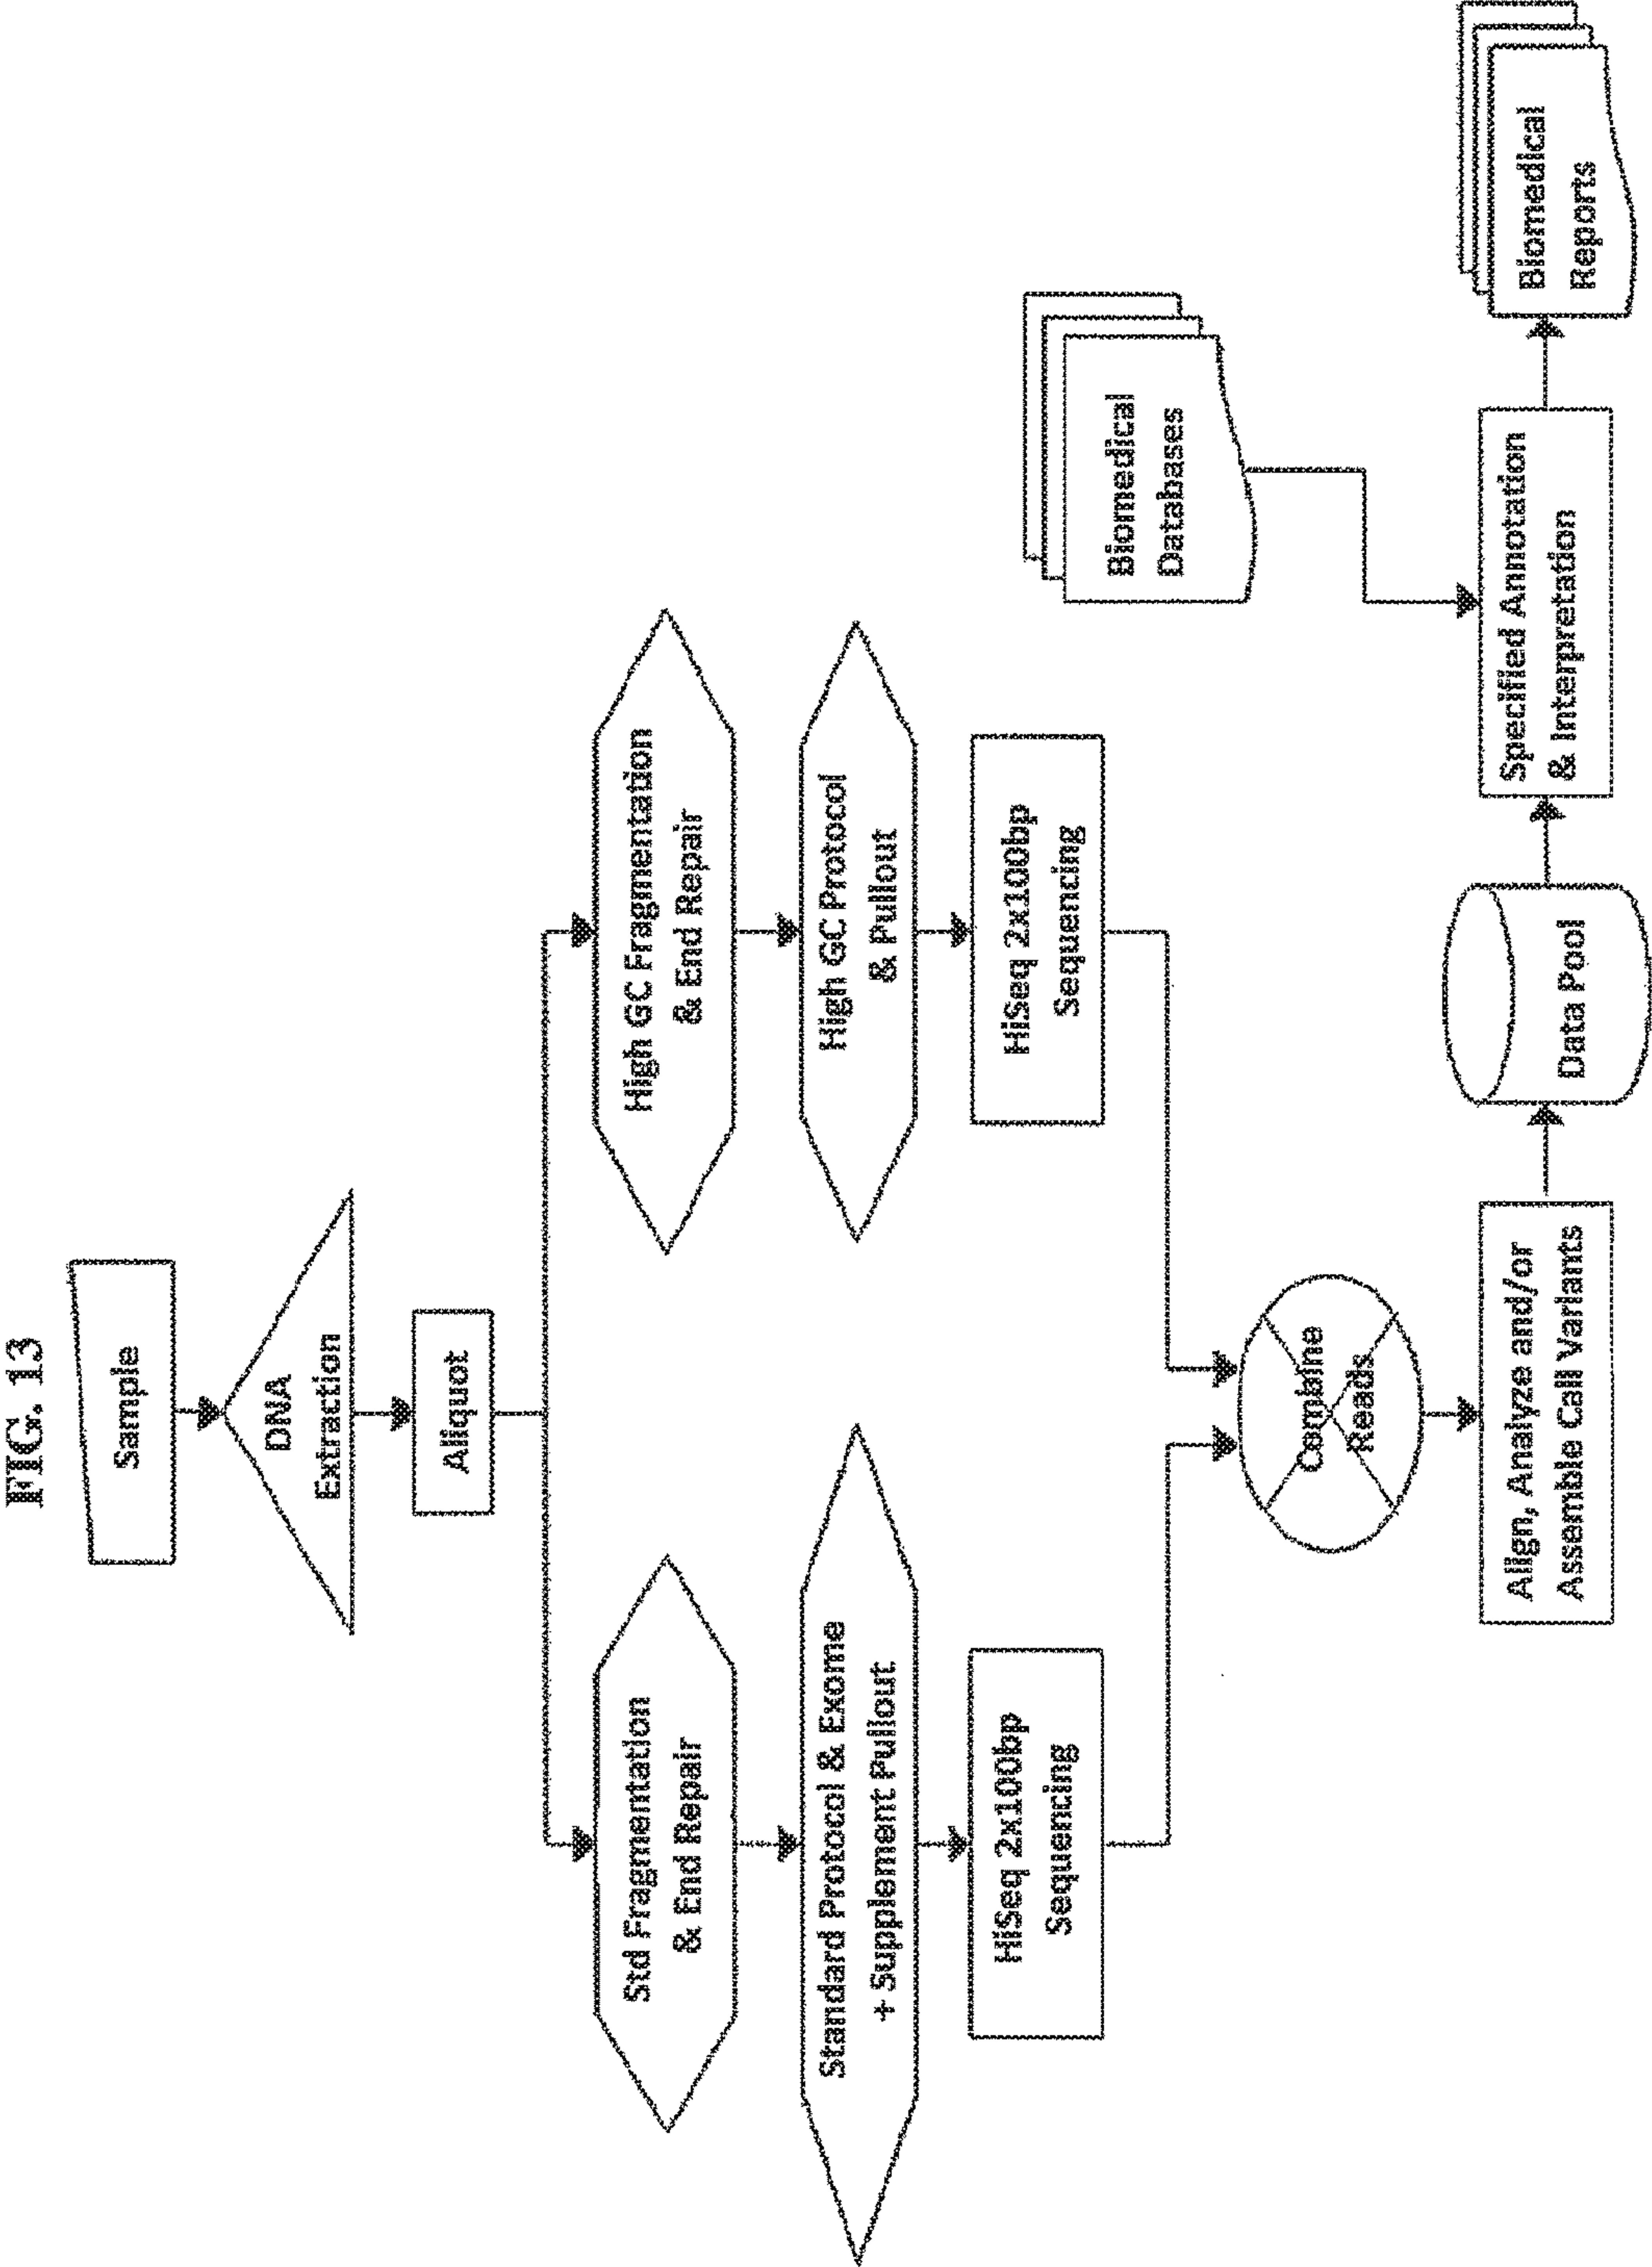 FIG. 13
Sample
DNA
Extraction
Aliquot
Std Fragmentation
& End Repair
High GC Fragmentation
& End Repair
Standard Protocol & Exome
+ Supplement Pullout
High GC Protocol
& Pullout
HiSeq 2x100bp
Sequencing
HiSeq 2x100bp
Sequencing
Combine
Reads
Biomedical
Databases
Align, Analyze and/or
Assemble Call Variants
Data Pool
Specified Annotation
& Interpretation
Biomedical
Reports